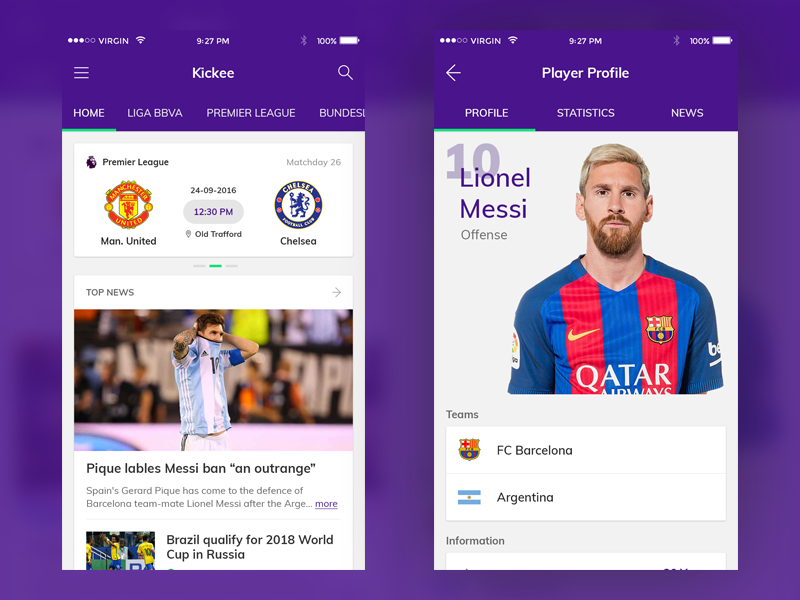 VIRGIN
9:27 PM
100%
Kickee
HOME
LIGA BBVA
PREMIER LEAGUE
BUNDESL
Premier League
Matchday 26
MANCHESTER
UNITED
24-09-2016
12:30 PM
Old Trafford
CHELSEA
FOOTBALL CLUB
Man. United
Chelsea
TOP NEWS
10
Pique lables Messi ban “an outrange”
Spain's Gerard Pique has come to the defence of
Barcelona team-mate Lionel Messi after the Arge... more
Brazil qualify for 2018 World
Cup in Russia
VIRGIN
9:27 PM
100%
Player Profile
PROFILE
STATISTICS
NEWS
10
Lionel
Messi
Offense
QATAR
AIRWAYS
Teams
FC Barcelona
Argentina
Information